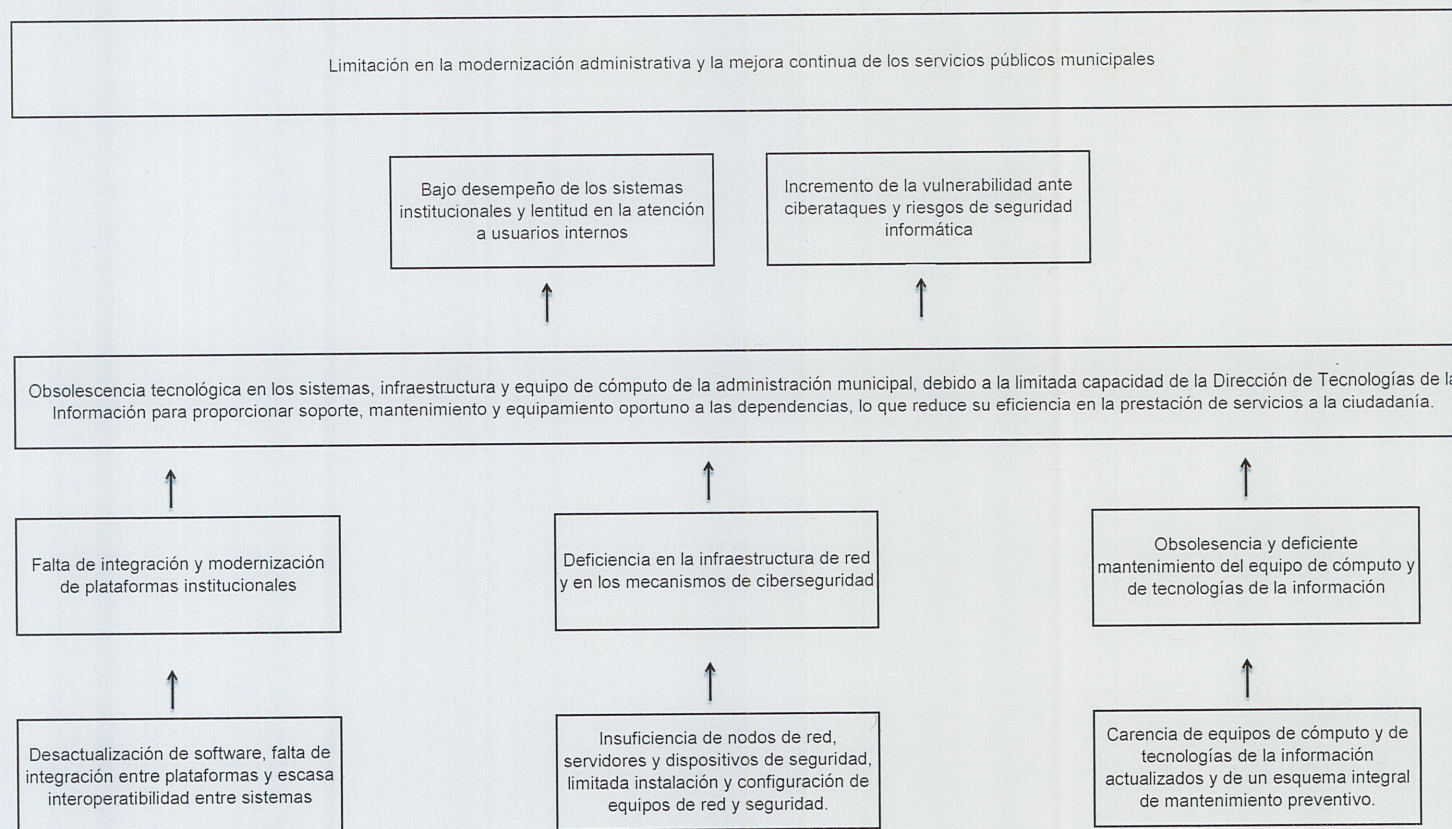 Limitación en la modernización administrativa y la mejora continua de los servicios públicos municipales
Bajo desempeño de los sistemas
institucionales y lentitud en la atención
a usuarios internos
Incremento de la vulnerabilidad ante
ciberataques y riesgos de seguridad
informática
Obsolescencia tecnológica en los sistemas, infraestructura y equipo de cómputo de la administración municipal, debido a la limitada capacidad de la Dirección de Tecnologías de la
Información para proporcionar soporte, mantenimiento y equipamiento oportuno a las dependencias, lo que reduce su eficiencia en la prestación de servicios a la ciudadanía.
Falta de integración y modernización
de plataformas institucionales
Deficiencia en la infraestructura de red
y en los mecanismos de ciberseguridad
Obsolesencia y deficiente
mantenimiento del equipo de cómputo y
de tecnologías de la información
Desactualización de software, falta de
integración entre plataformas y escasa
interoperatibilidad entre sistemas
Insuficiencia de nodos de red,
servidores y dispositivos de seguridad,
limitada instalación y configuración de
equipos de red y seguridad.
Carencia de equipos de cómputo y de
tecnologías de la información
actualizados y de un esquema integral
de mantenimiento preventivo.